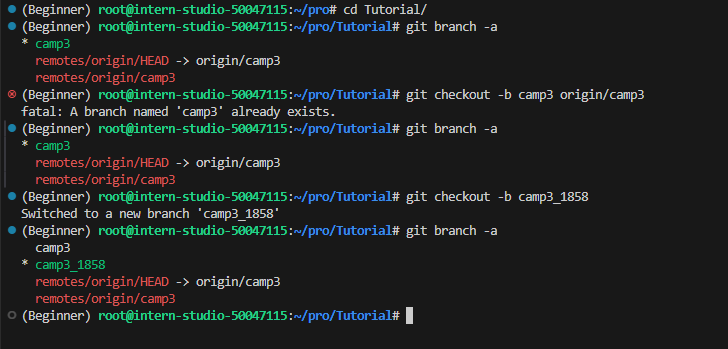 (Beginner) root@intern-studio-50047115:~/pro# cd Tutorial/
(Beginner) root@intern-studio-50047115:~/pro/Tutorial# git branch -a
* camp3
  remotes/origin/HEAD -> origin/camp3
  remotes/origin/camp3
(Beginner) root@intern-studio-50047115:~/pro/Tutorial# git checkout -b camp3 origin/camp3
fatal: A branch named 'camp3' already exists.
(Beginner) root@intern-studio-50047115:~/pro/Tutorial# git branch -a
* camp3
  remotes/origin/HEAD -> origin/camp3
  remotes/origin/camp3
(Beginner) root@intern-studio-50047115:~/pro/Tutorial# git checkout -b camp3_1858
Switched to a new branch 'camp3_1858'
(Beginner) root@intern-studio-50047115:~/pro/Tutorial# git branch -a
  camp3
* camp3_1858
  remotes/origin/HEAD -> origin/camp3
  remotes/origin/camp3
(Beginner) root@intern-studio-50047115:~/pro/Tutorial#